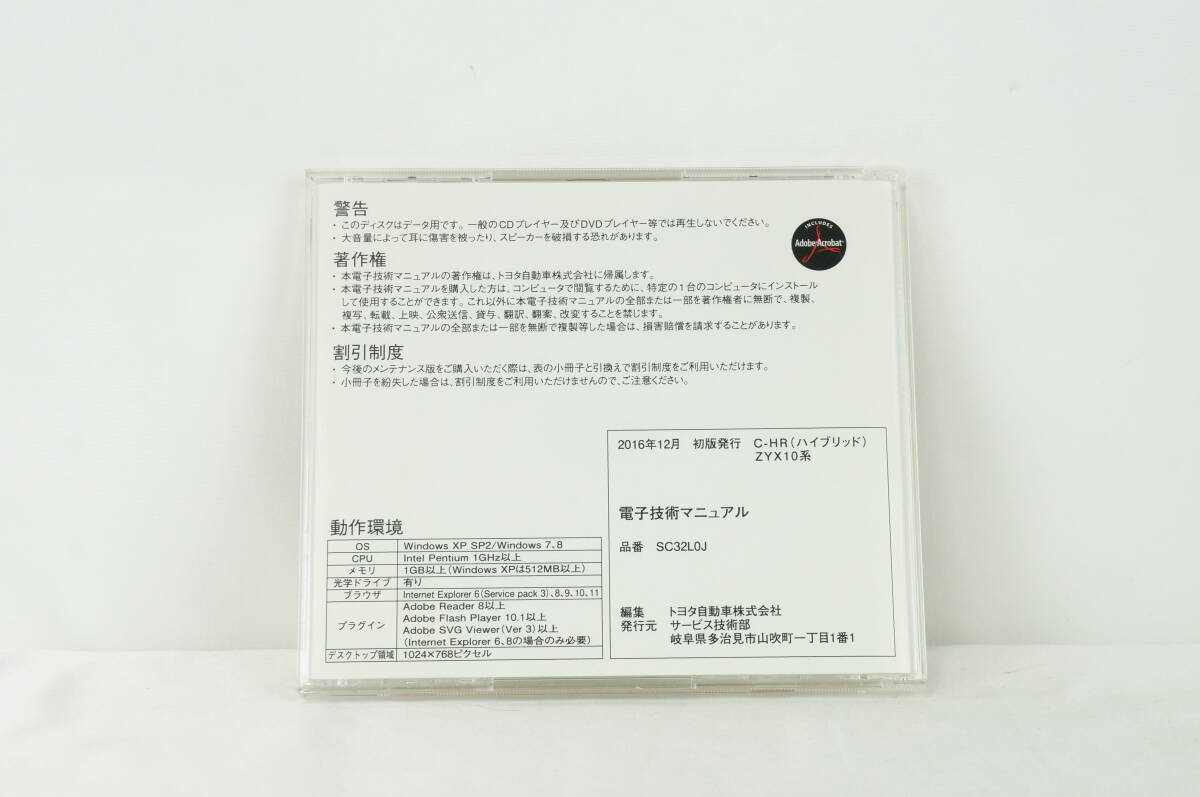 警告
・このディスクはデータ用です。一般のCDプレイヤー及びDVDプレイヤー等では再生しないでください。
・大音量によって耳に傷害を被ったり、スピーカーを破損する恐れがあります。
INCLUDES
Adobe Acrobat
著作権
・本電子技術マニュアルの著作権は、トヨタ自動車株式会社に帰属します。
・本電子技術マニュアルを購入した方は、コンピュータで閲覧するために、特定の1台のコンピュータにインストール
して使用することができます。これ以外に本電子技術マニュアルの全部または一部を著作権者に無断で、複製、
複写、転載、上映、公衆送信、貸与、翻訳、翻案、改変することを禁じます。
・本電子技術マニュアルの全部または一部を無断で複製等した場合は、損害賠償を請求することがあります。
割引制度
・今後のメンテナンス版をご購入いただく際は、表の小冊子と引換えで割引制度をご利用いただけます。
・小冊子を紛失した場合は、割引制度をご利用いただけませんので、ご注意ください。
動作環境
OS Windows XP SP2/Windows 7、8
CPU Intel Pentium 1GHz以上
メモリ 1GB以上(Windows XPは512MB以上)
光学ドライブ 有り
ブラウザ Internet Explorer 6(Service pack 3)、8、9、10、11
プラグイン Adobe Reader 8以上
Adobe Flash Player 10.1以上
Adobe SVG Viewer(Ver 3)以上
(Internet Explorer 6、8の場合のみ必要)
デスクトップ領域 1024×768ピクセル
2016年12月 初版発行 C-HR(ハイブリッド)
ZYX10系
電子技術マニュアル
品番 SC32L0J
編集 トヨタ自動車株式会社
発行元 サービス技術部
岐阜県多治見市山吹町一丁目1番1